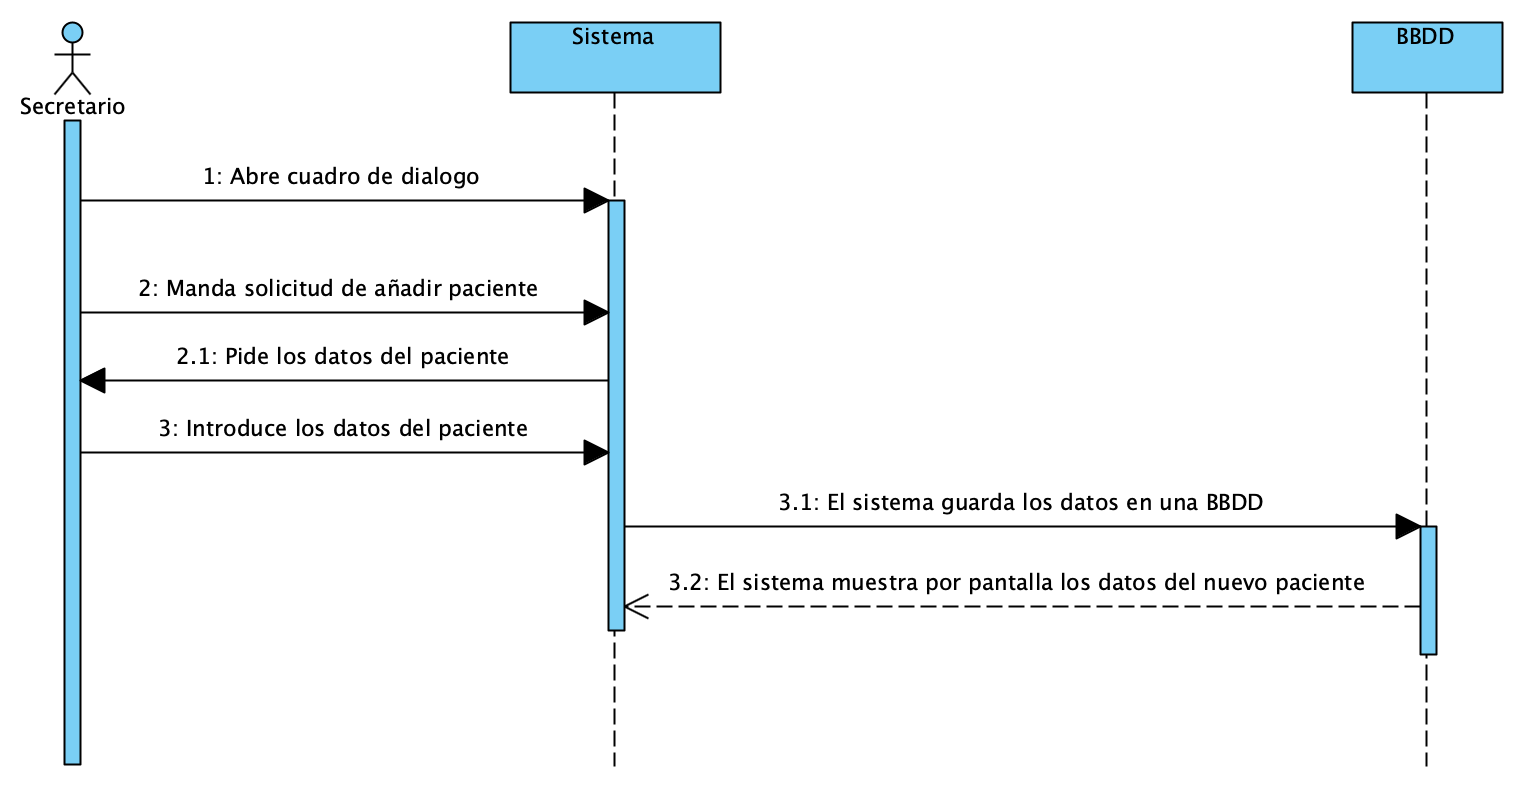 Sistema
BBDD
Secretario
1: Abre cuadro de dialogo
2: Manda solicitud de añadir paciente
2.1: Pide los datos del paciente
3: Introduce los datos del paciente
3.1: El sistema guarda los datos en una BBDD
3.2: El sistema muestra por pantalla los datos del nuevo paciente